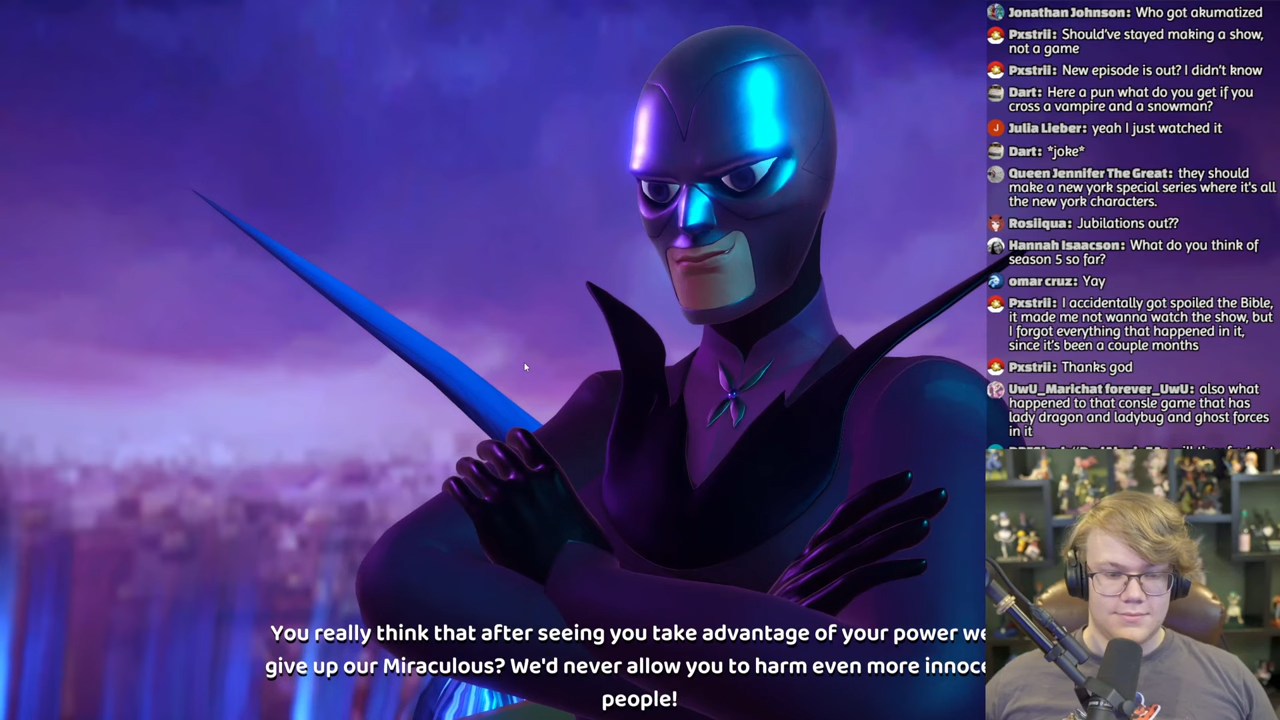 Jonathan Johnson: Who got akumatized
Pxstrii: Should've stayed making a show,
not a game
Pxstrii: New episode is out? I didn't know
Dart: Here a pun what do you get if you
cross a vampire and a snowman?
Julia Lieber: yeah I just watched it
Dart: *joke*
Queen Jennifer The Great: they should
make a new york special series where it's all
the new york characters.
Rosiiqua: Jubilations out??
Hannah Isaacson: What do you think of
season 5 so far?
omar cruz: Yay
Pxstrii: I accidentally got spoiled the Bible,
it made me not wanna watch the show, but
I forgot everything that happened in it,
since it's been a couple months
Pxstrii: Thanks god
UwU_Marichat forever_UwU: also what
happened to that consle game that has
lady dragon and ladybug and ghost forces
in it
You really think that after seeing you take advantage of your power we
give up our Miraculous? We'd never allow you to harm even more innoce
people!